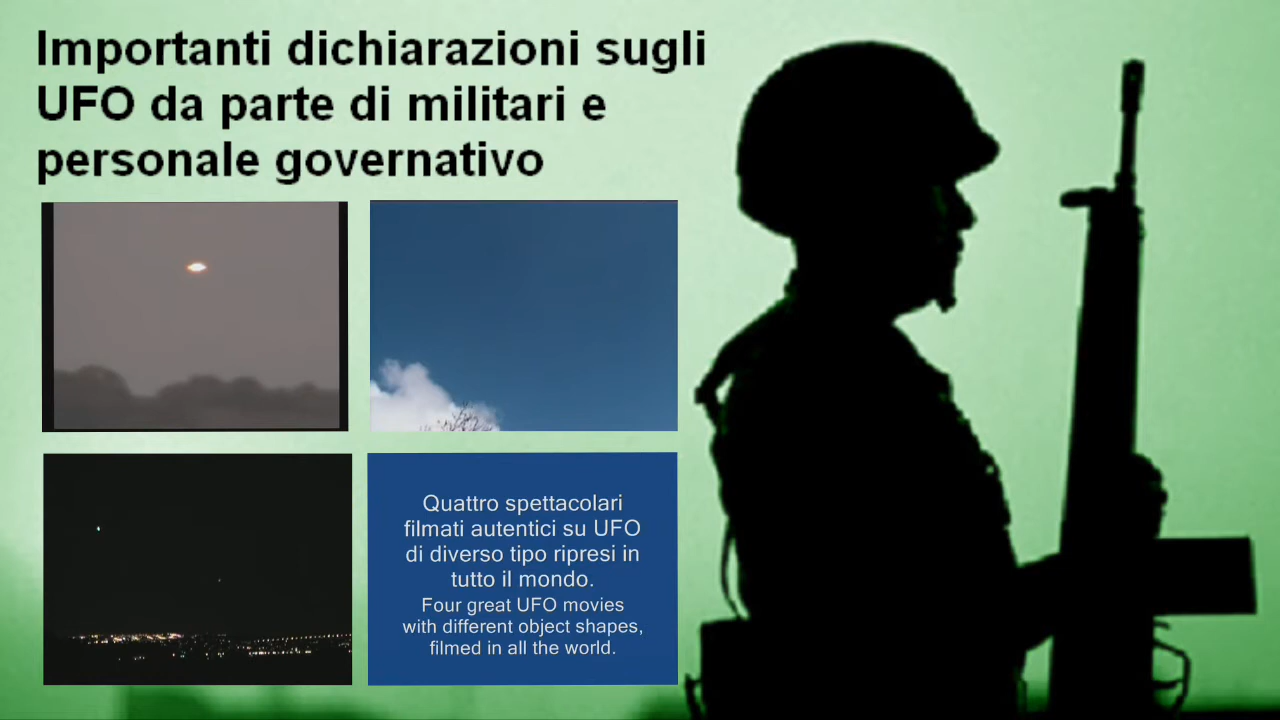 Importanti dichiarazioni sugli
UFO da parte di militari e
personale governativo
Quattro spettacolari
filmati autentici su UFO
di diverso tipo ripresi in
tutto il mondo.
Four great UFO movies
with different object shapes,
filmed in all the world.